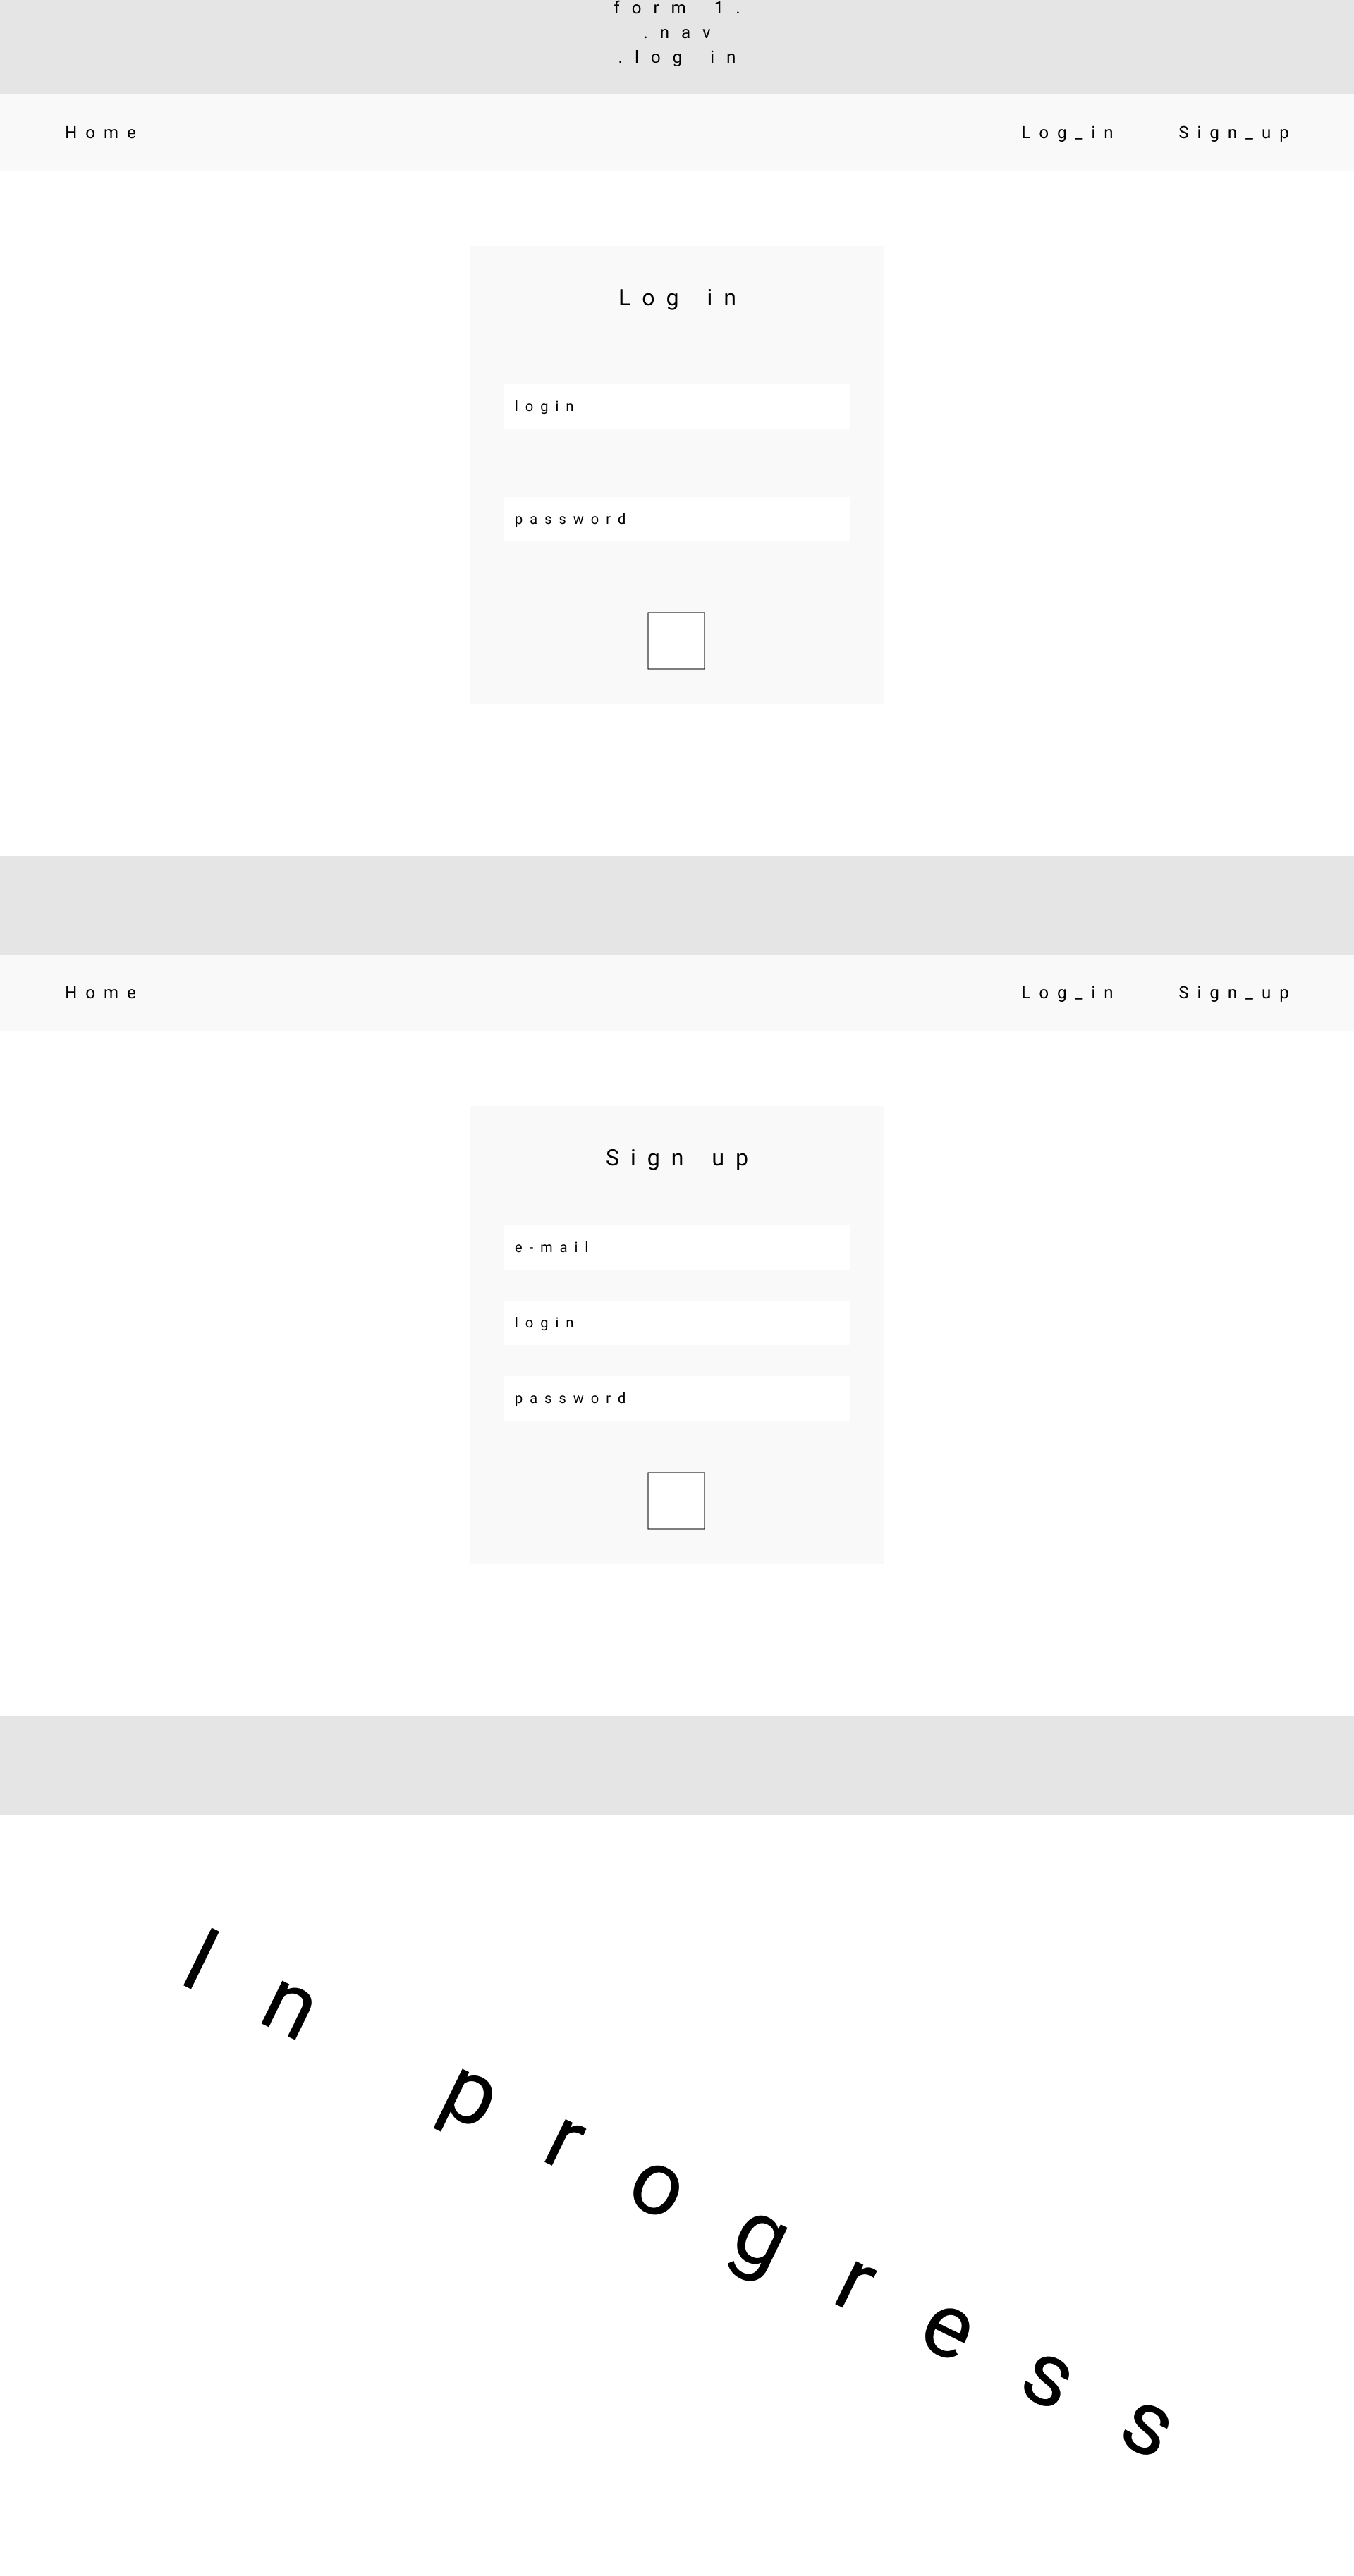 form 1.
.nav
.log in
Home Log_in Sign_up
Log in
login
password
Home Log_in Sign_up
Sign up
e-mail
login
password
In progress